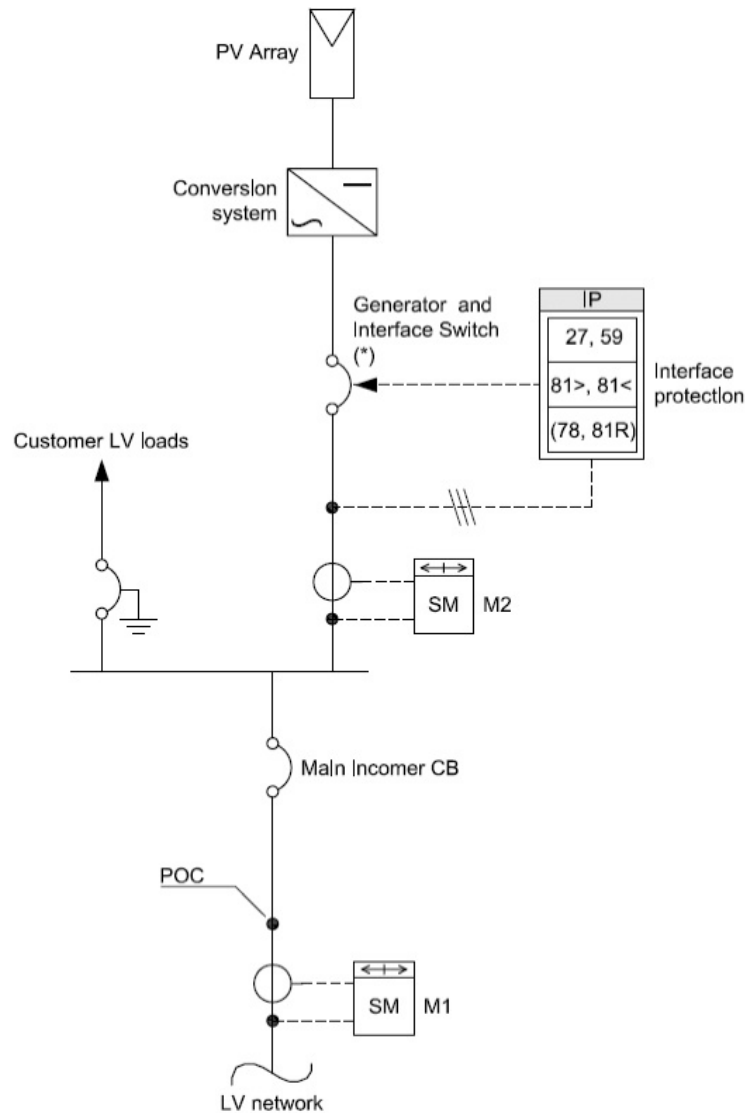 PV Array
Conversion
system
Generator and
Interface Switch
(*)
IP
27, 59
81>, 81<
(78, 81R)
Interface
protection
Customer LV loads
SM
M2
Main Incomer CB
POC
SM
M1
LV network